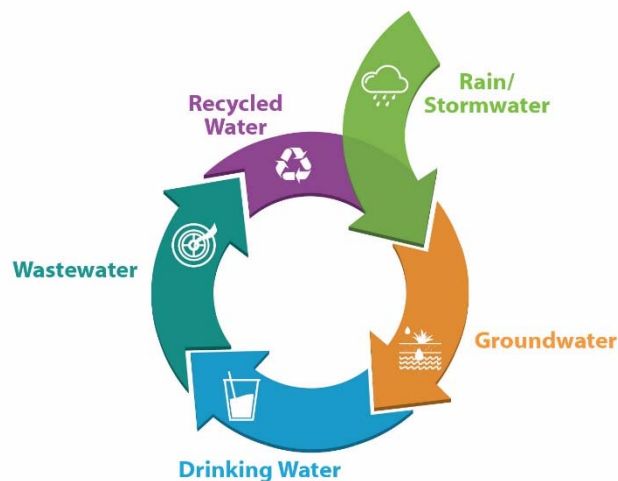 Rain/
Stormwater
Recycled
Water
Wastewater
Groundwater
Drinking Water